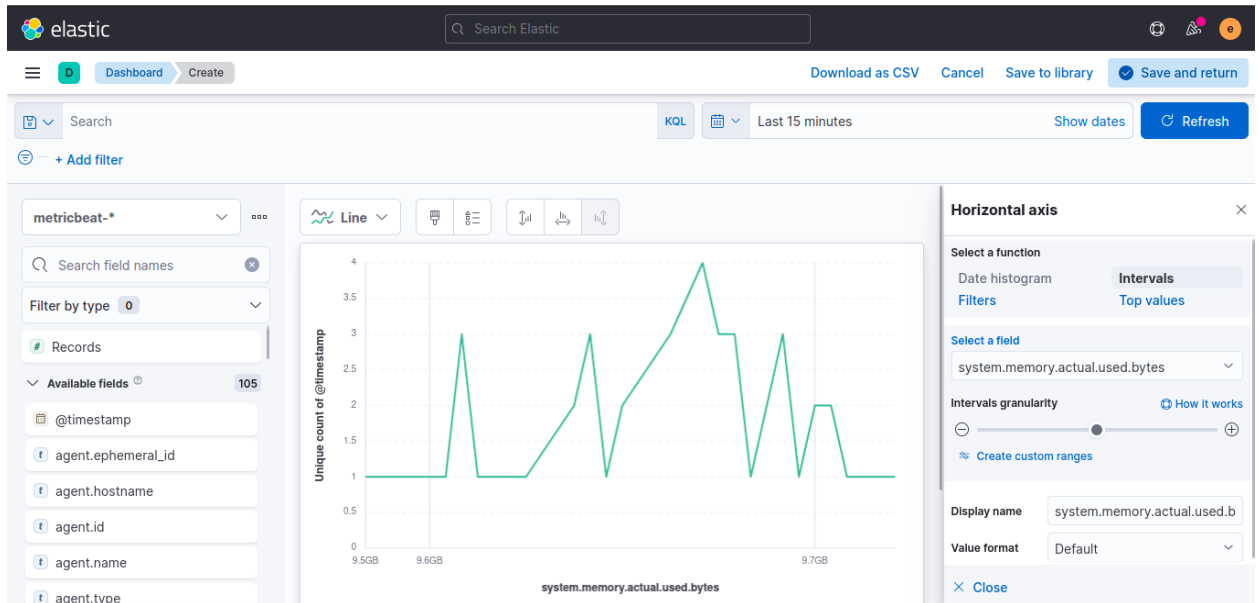 elastic
Search Elastic
e
D
Dashboard
Create
Download as CSV
Cancel
Save to library
Save and return
Search
KQL
Last 15 minutes
Show dates
Refresh
+ Add filter
metricbeat-*
Search field names
Filter by type 0
# Records
Available fields 105
@timestamp
t agent.ephemeral_id
t agent.hostname
t agent.id
t agent.name
t agent.type
Line
4
3.5
3
2.5
2
1.5
1
0.5
0
Unique count of @timestamp
9.5GB
9.6GB
9.7GB
system.memory.actual.used.bytes
Horizontal axis
Select a function
Date histogram
Intervals
Filters
Top values
Select a field
system.memory.actual.used.bytes
Intervals granularity
How it works
Create custom ranges
Display name
system.memory.actual.used.b
Value format
Default
Close